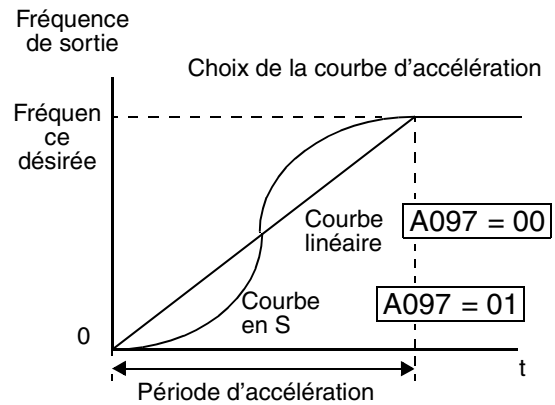 Fréquence
de sortie
Choix de la courbe d'accélération
Fréquen
ce
désirée
Courbe
linéaire
A097 = 00
Courbe
en S
A097 = 01
0
t
Période d'accélération